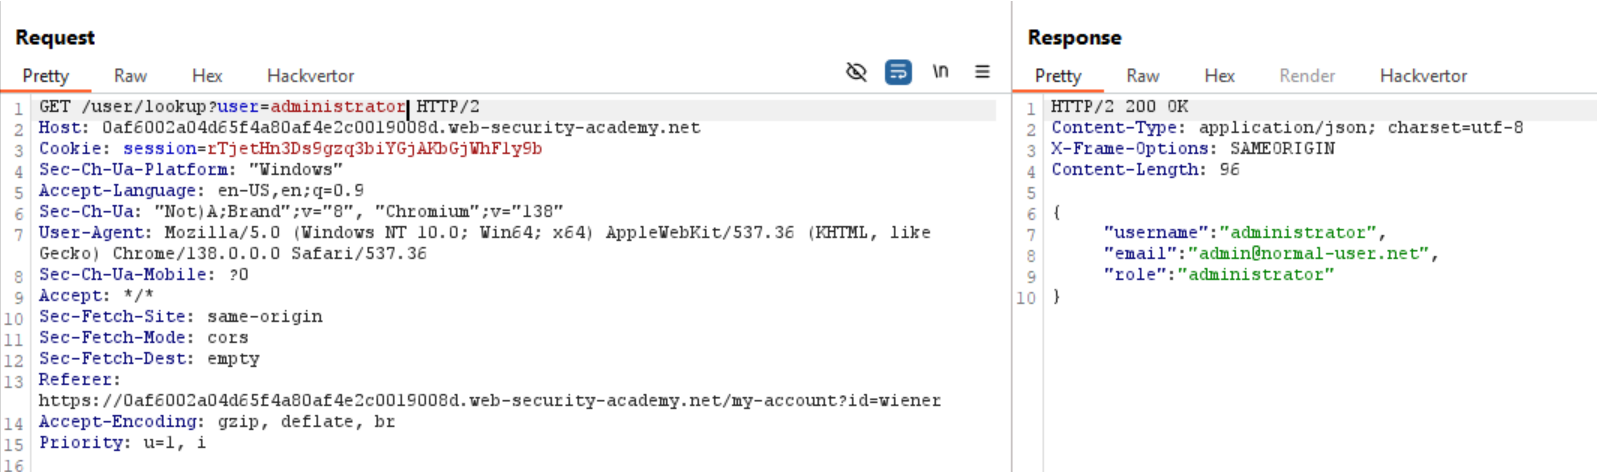 Request
Pretty Raw Hex Hackvertor \n
1 GET /user/lookup?user=administrator HTTP/2
2 Host: 0af6002a04d65f4a80af4e2c0019008d.web-security-academy.net
3 Cookie: session=rTjetHn3Ds9gzq3biYGjAKbGjWhFly9b
4 Sec-Ch-Ua-Platform: "Windows"
5 Accept-Language: en-US,en;q=0.9
6 Sec-Ch-Ua: "Not)A;Brand";v="8", "Chromium";v="138"
7 User-Agent: Mozilla/5.0 (Windows NT 10.0; Win64; x64) AppleWebKit/537.36 (KHTML, like
Gecko) Chrome/138.0.0.0 Safari/537.36
8 Sec-Ch-Ua-Mobile: ?0
9 Accept: */*
10 Sec-Fetch-Site: same-origin
11 Sec-Fetch-Mode: cors
12 Sec-Fetch-Dest: empty
13 Referer:
https://0af6002a04d65f4a80af4e2c0019008d.web-security-academy.net/my-account?id=wiener
14 Accept-Encoding: gzip, deflate, br
15 Priority: u=1, i
16
Response
Pretty Raw Hex Render Hackvertor
1 HTTP/2 200 OK
2 Content-Type: application/json; charset=utf-8
3 X-Frame-Options: SAMEORIGIN
4 Content-Length: 96
5
6 {
7 "username":"administrator",
8 "email":"admin@normal-user.net",
9 "role":"administrator"
10 }